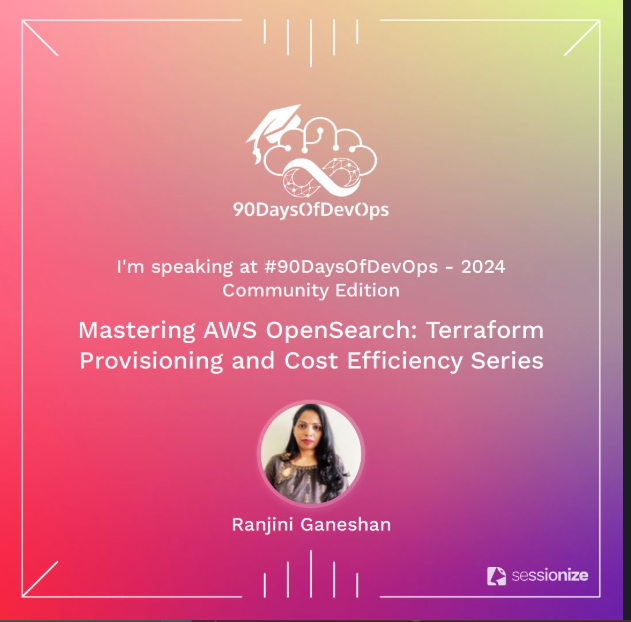 90DaysOfDevOps
I'm speaking at #90DaysOfDevOps - 2024
Community Edition
Mastering AWS OpenSearch: Terraform
Provisioning and Cost Efficiency Series
Ranjini Ganeshan
sessionize